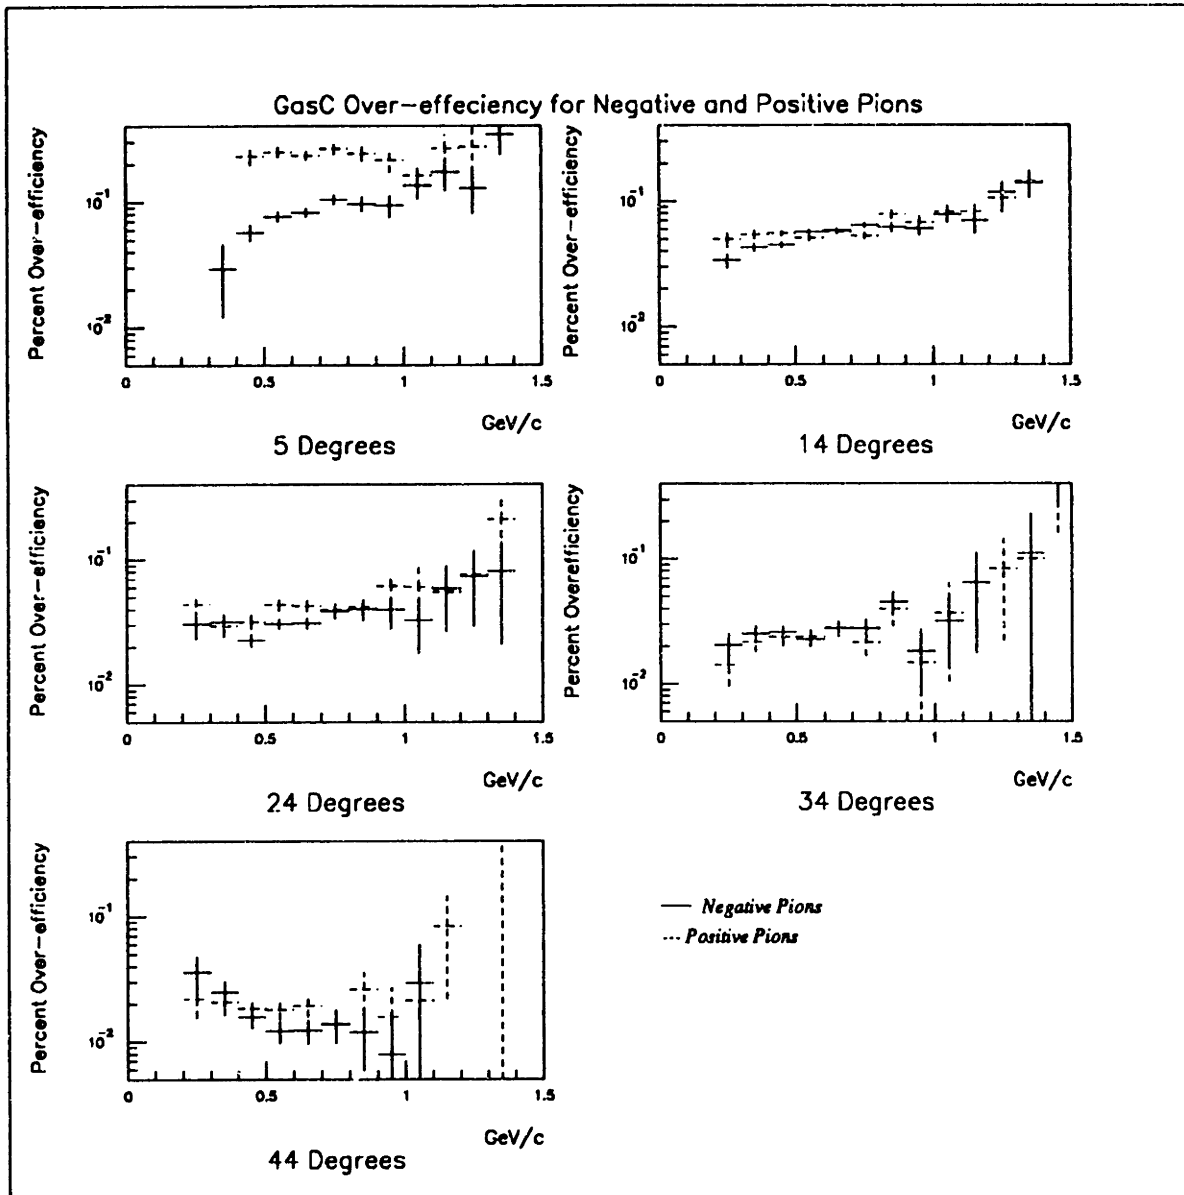 GasC Over-effeciency for Negative and Positive Pions
Percent Over-efficiency
10⁻¹
10⁻²
0 0.5 1 1.5
GeV/c
5 Degrees
Percent Over-efficiency
10⁻¹
10⁻²
0 0.5 1 1.5
GeV/c
14 Degrees
Percent Over-efficiency
10⁻¹
10⁻²
0 0.5 1 1.5
GeV/c
24 Degrees
Percent Overefficiency
10⁻¹
10⁻²
0 0.5 1 1.5
GeV/c
34 Degrees
Percent Over-efficiency
10⁻¹
10⁻²
0 0.5 1 1.5
GeV/c
44 Degrees
Negative Pions
Positive Pions